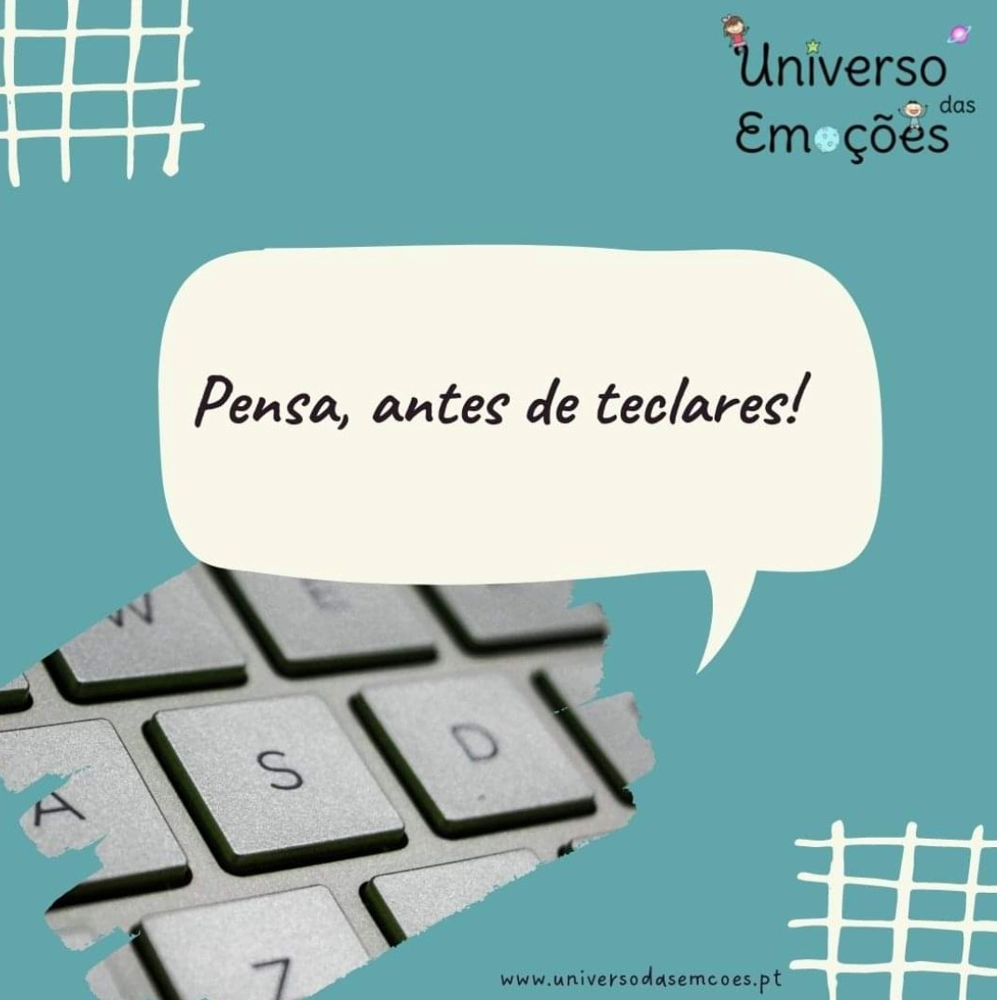 Universo
das
Emoções
Pensa, antes de teclares!
W
E
S
D
A
Z
www.universodasemcoes.pt